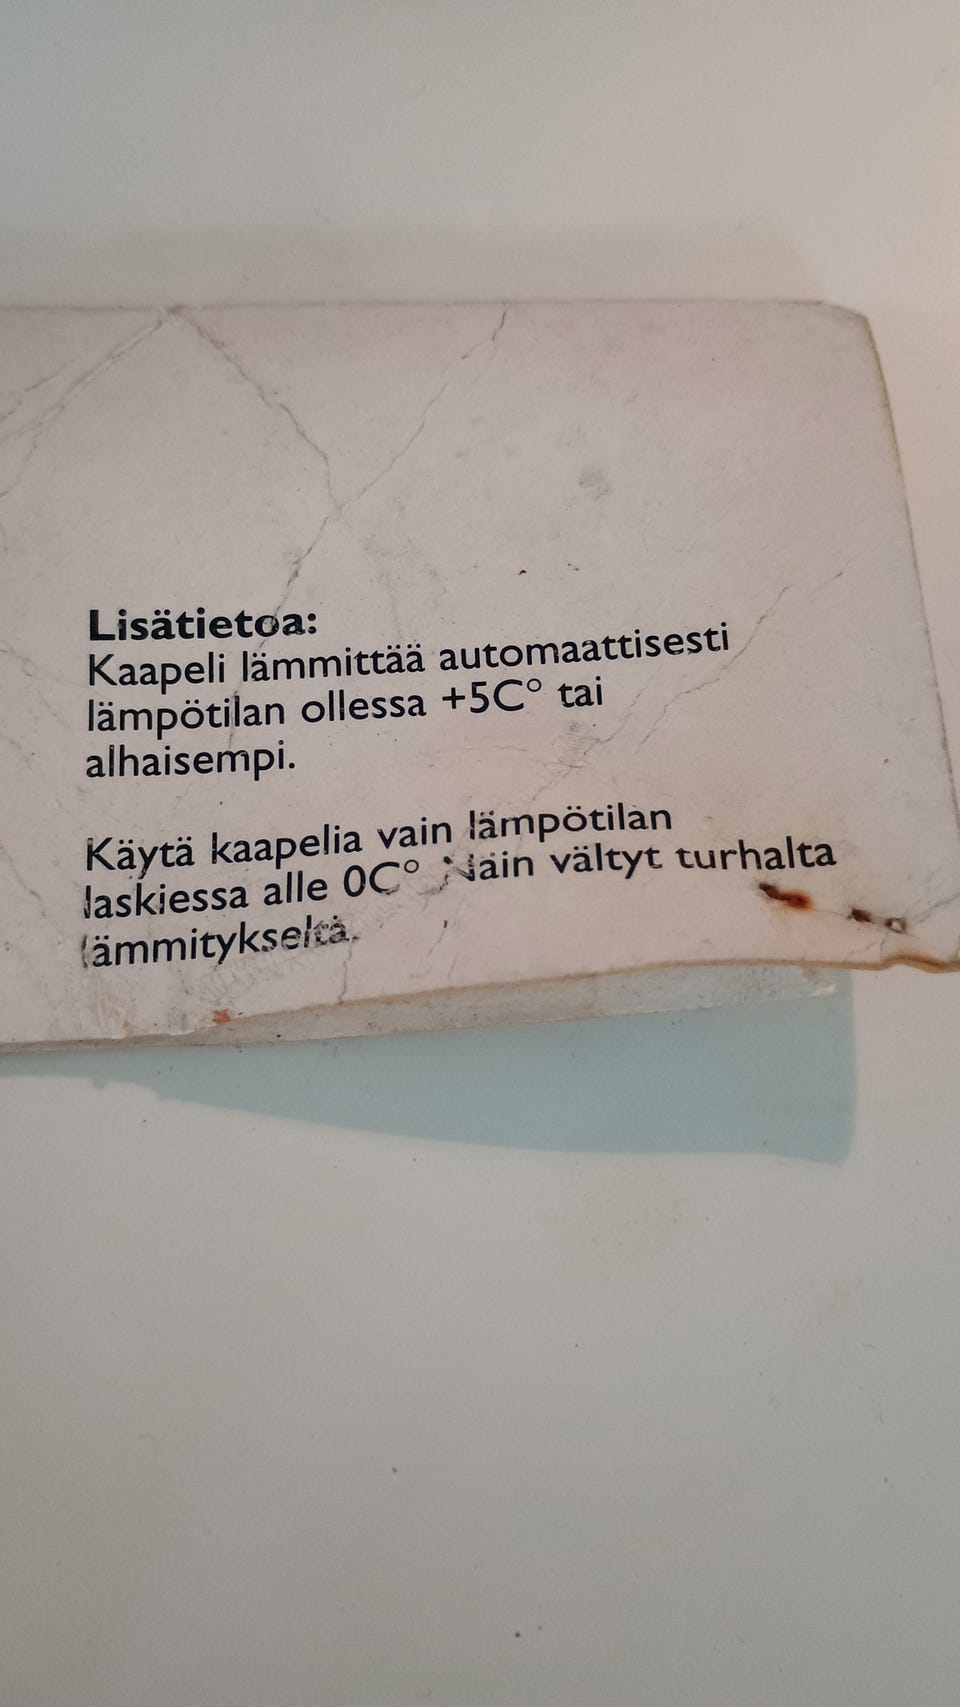 Lisätietoa:
Kaapeli lämmittää automaattisesti
lämpötilan ollessa +5C° tai
alhaisempi.
Käytä kaapelia vain lämpötilan
laskiessa alle 0C° Näin vältyt turhalta
lämmitykseltä.